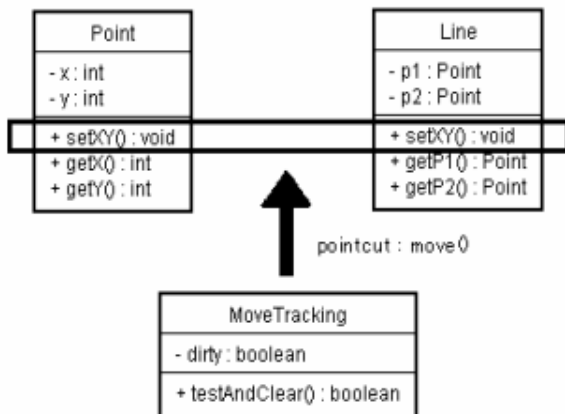 Point
- x : int
- y : int
+ setXY() : void
+ getX() : int
+ getY() : int
Line
- p1 : Point
- p2 : Point
+ setXY() : void
+ getP1() : Point
+ getP2() : Point
pointcut : move()
MoveTracking
- dirty : boolean
+ testAndClear() : boolean